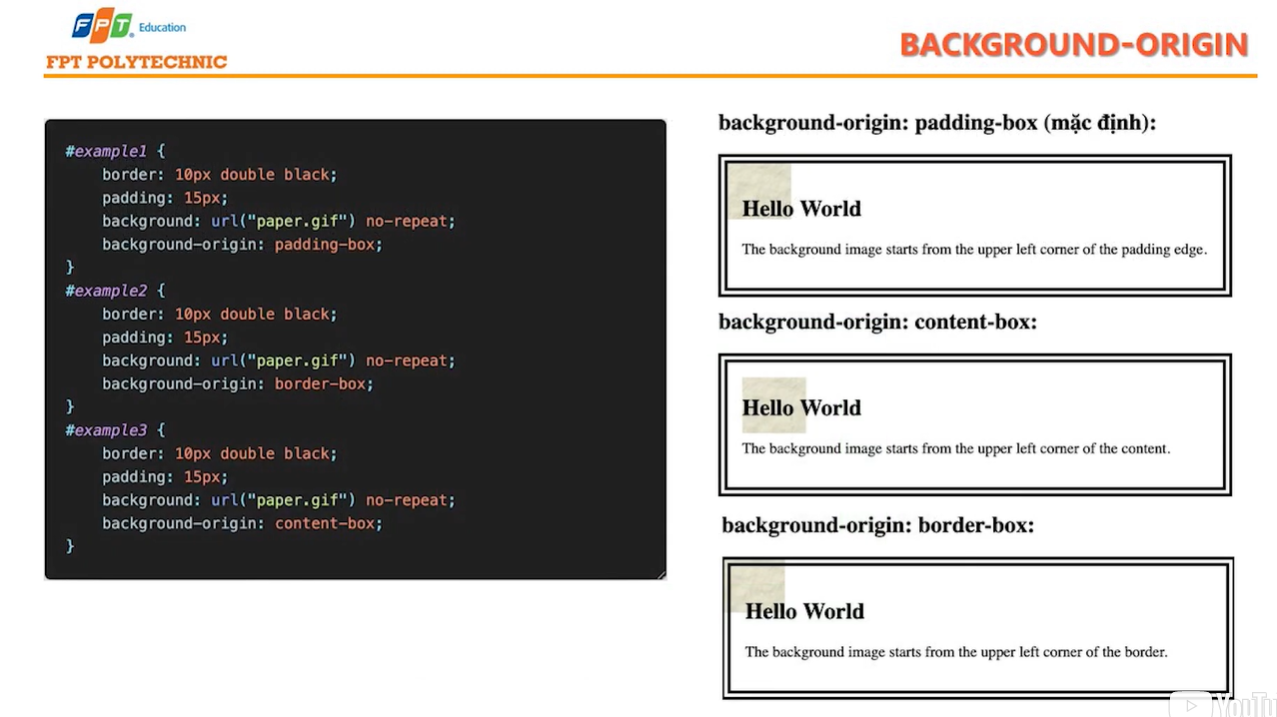 FPT Education
FPT POLYTECHNIC
BACKGROUND-ORIGIN
#example1 {
border: 10px double black;
padding: 15px;
background: url("paper.gif") no-repeat;
background-origin: padding-box;
}
#example2 {
border: 10px double black;
padding: 15px;
background: url("paper.gif") no-repeat;
background-origin: border-box;
}
#example3 {
border: 10px double black;
padding: 15px;
background: url("paper.gif") no-repeat;
background-origin: content-box;
}
background-origin: padding-box (mặc định):
Hello World
The background image starts from the upper left corner of the padding edge.
background-origin: content-box:
Hello World
The background image starts from the upper left corner of the content.
background-origin: border-box:
Hello World
The background image starts from the upper left corner of the border.